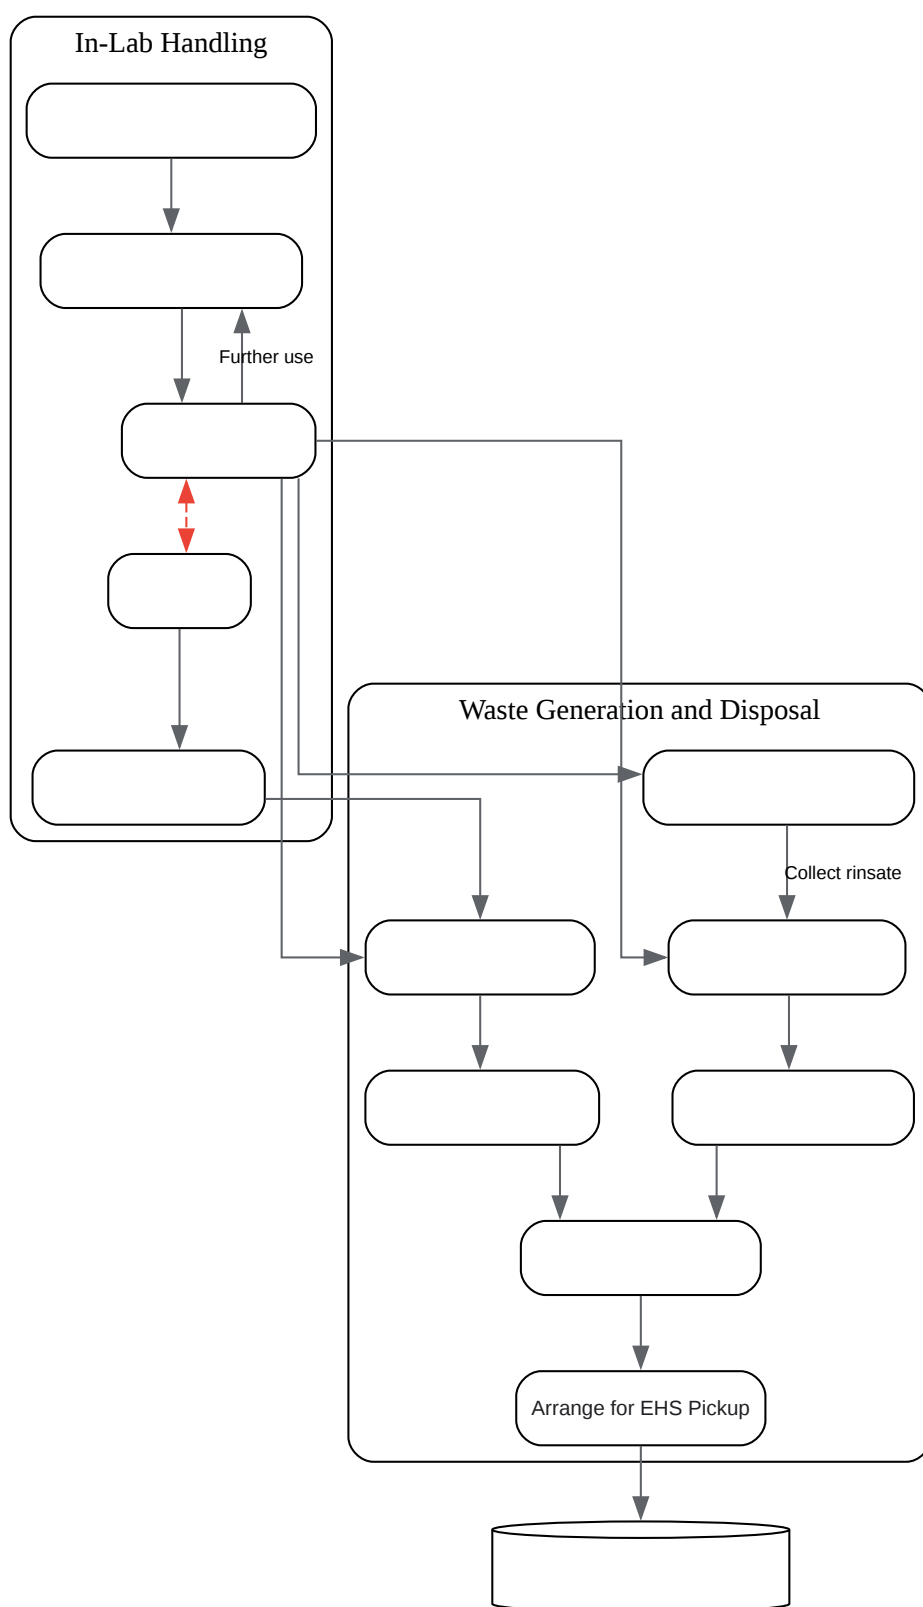 In-Lab Handling
Further use
Waste Generation and Disposal
Collect rinsate
Arrange for EHS Pickup